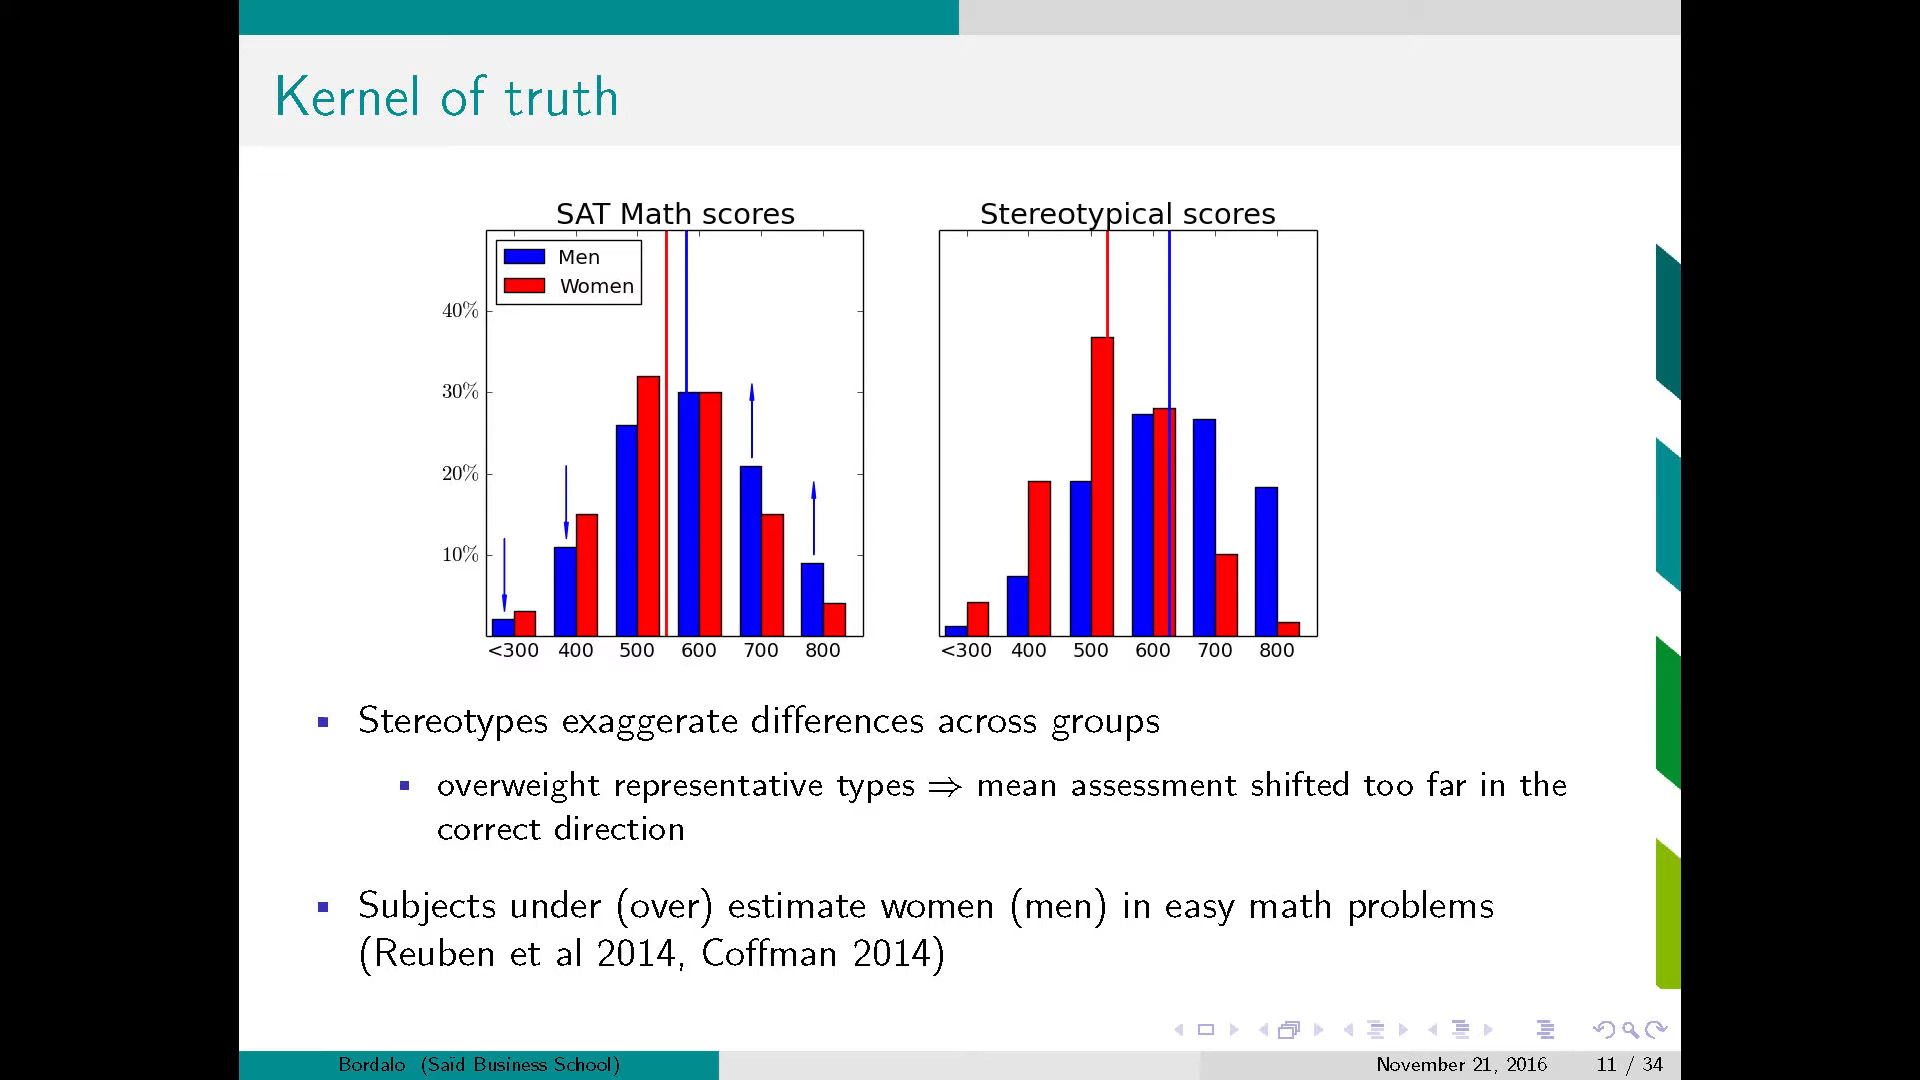 Kernel of truth
SAT Math scores
Men
Women
40%
30%
20%
10%
<300 400 500 600 700 800
Stereotypical scores
<300 400 500 600 700 800
Stereotypes exaggerate differences across groups
overweight representative types ⇒ mean assessment shifted too far in the
correct direction
Subjects under (over) estimate women (men) in easy math problems
(Reuben et al 2014, Coffman 2014)
Bordalo (Saïd Business School)
November 21, 2016
11 / 34